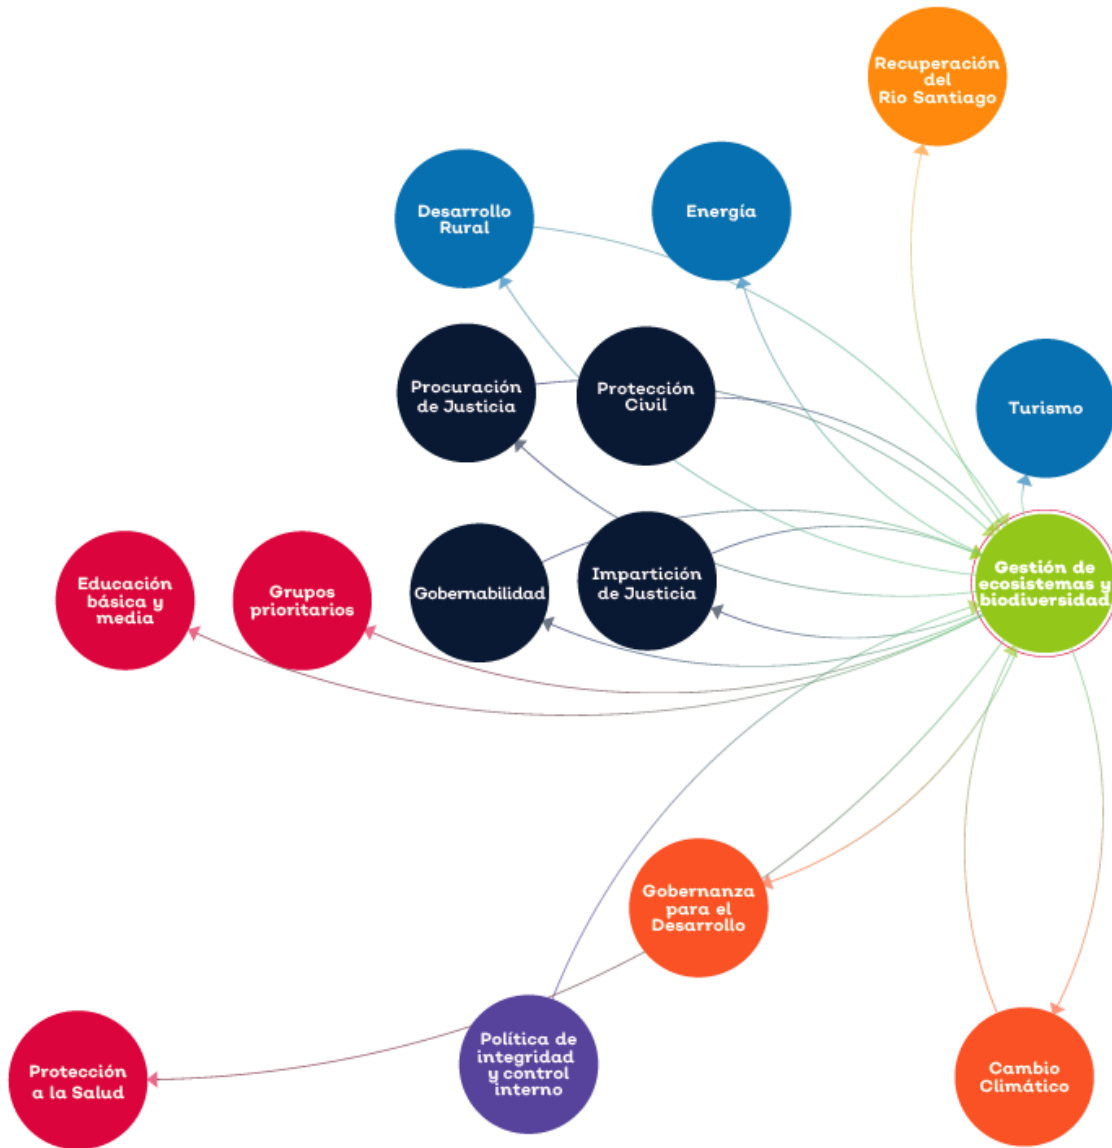 Recuperación
del
Rio Santiago
Desarrollo
Rural
Energía
Procuración
de Justicia
Protección
Civil
Turismo
Educación
básica y
media
Grupos
prioritarios
Gobernabilidad
Impartición
de Justicia
Gestión de
ecosistemas y
biodiversidad
Gobernanza
para el
Desarrollo
Protección
a la Salud
Política de
integridad
y control
interno
Cambio
Climático